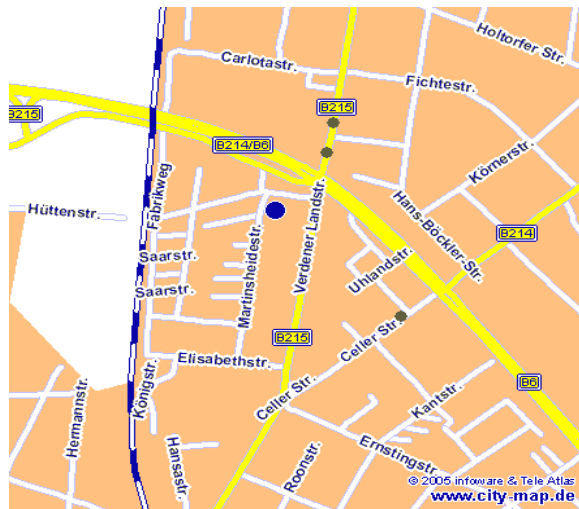 Holtorfer Str.
Carlotastr.
Fichtestr.
B215
B215
B214/B6
Körnerstr.
Fabrikweg
Hüttenstr.
Hans-Böckler-Str.
B214
Verdener Landstr.
Martinsheidestr.
Saarstr.
Uhlandstr.
Saarstr.
B215
Celler Str.
Elisabethstr.
Königstr.
B6
Celler Str.
Kantstr.
Hermannstr.
Hansastr.
Roonstr.
Ernstingstr.
© 2005 infoware & Tele Atlas
www.city-map.de